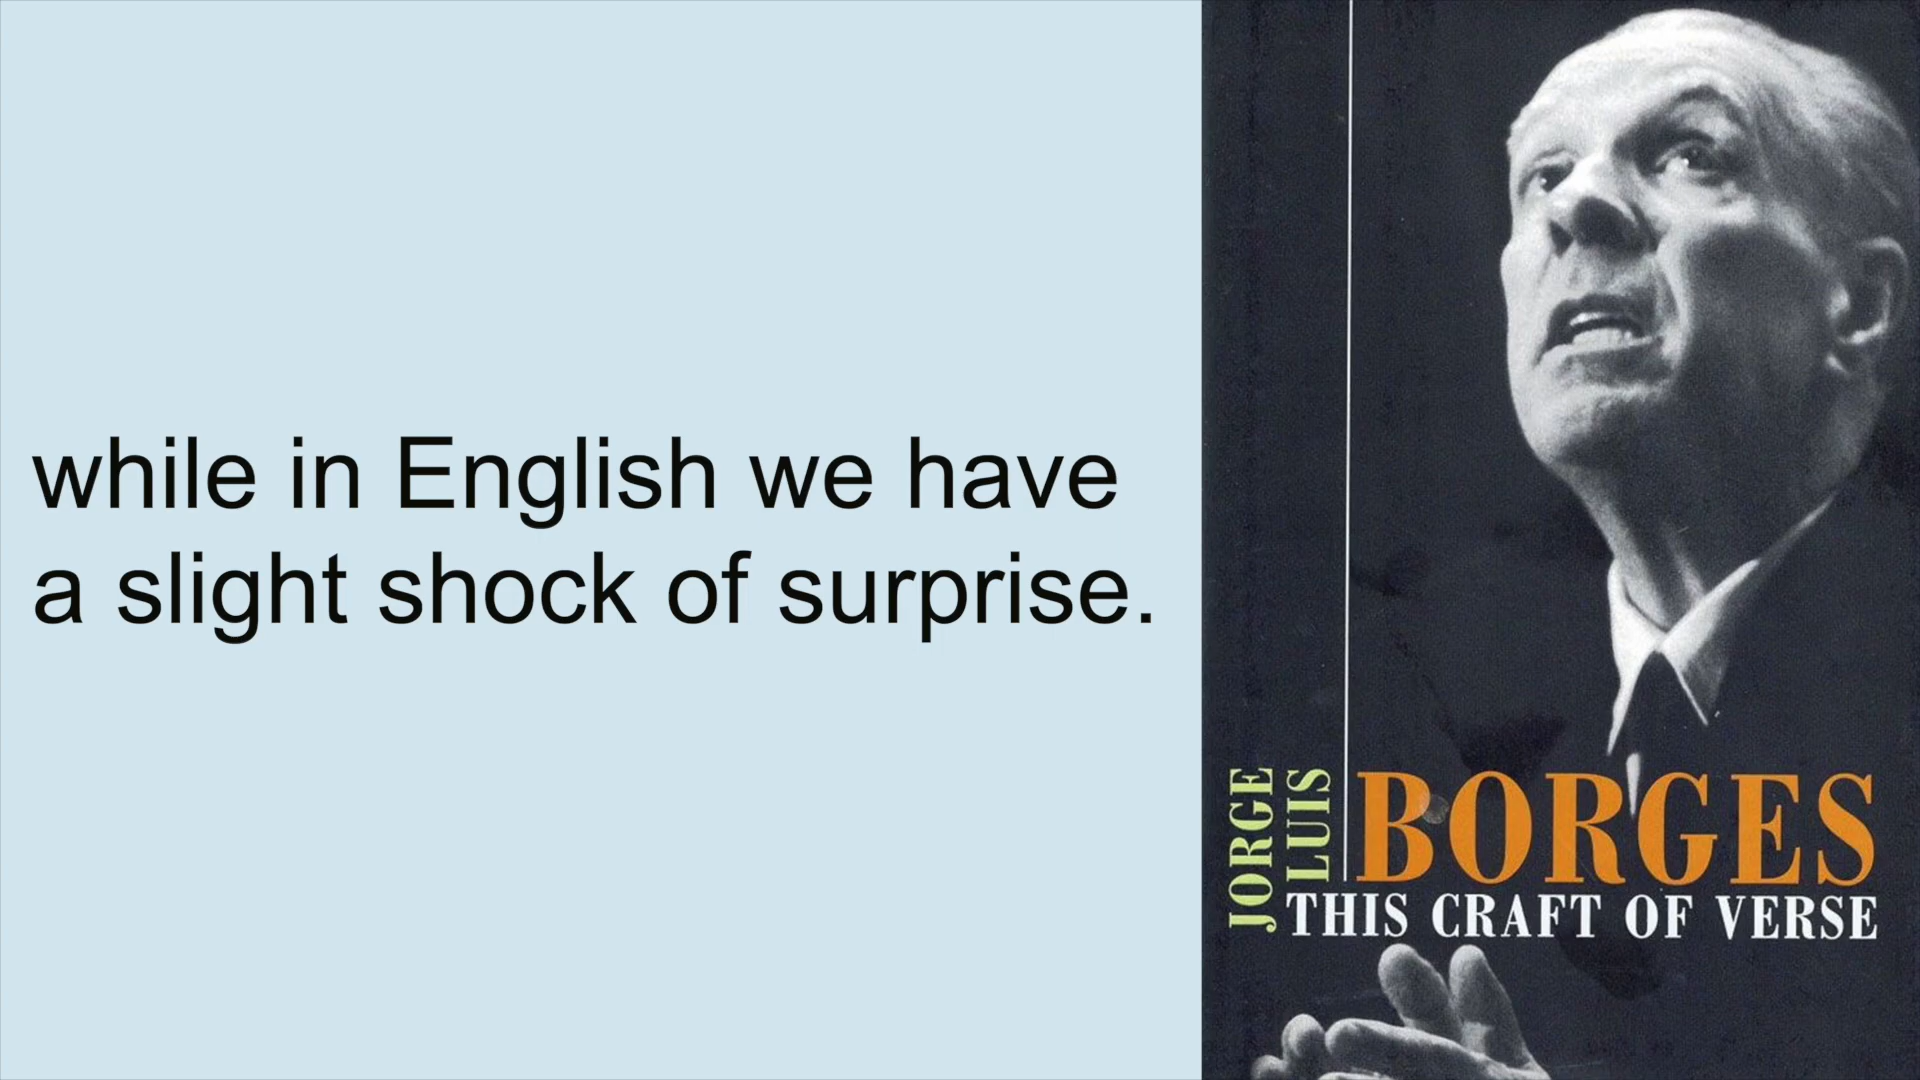 while in English we have
a slight shock of surprise.
JORGE
LUIS
BORGES
THIS CRAFT OF VERSE